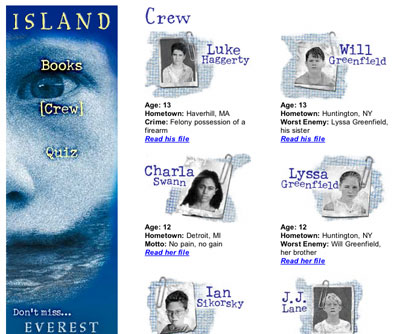 ISLAND
Books
[Crew]
Quiz
Don't miss...
EVEREST
Crew
Luke
Haggerty
Age: 13
Hometown: Haverhill, MA
Crime: Felony possession of a
firearm
Read his file
Will
Greenfield
Age: 13
Hometown: Huntington, NY
Worst Enemy: Lyssa Greenfield,
his sister
Read his file
Charla
Swann
Age: 12
Hometown: Detroit, MI
Motto: No pain, no gain
Read her file
Lyssa
Greenfield
Age: 12
Hometown: Huntington, NY
Worst Enemy: Will Greenfield,
her brother
Read her file
Ian
Sikorsky
J.J.
Lane